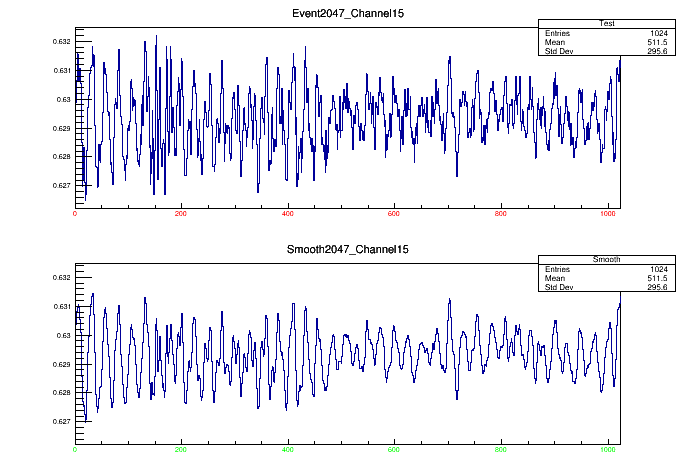 Event2047_Channel15
Test
Entries 1024
Mean 511.5
Std Dev 295.6
0.632
0.631
0.63
0.629
0.628
0.627
0 200 400 600 800 1000
Smooth2047_Channel15
Smooth
Entries 1024
Mean 511.5
Std Dev 295.6
0.632
0.631
0.63
0.629
0.628
0.627
0 200 400 600 800 1000